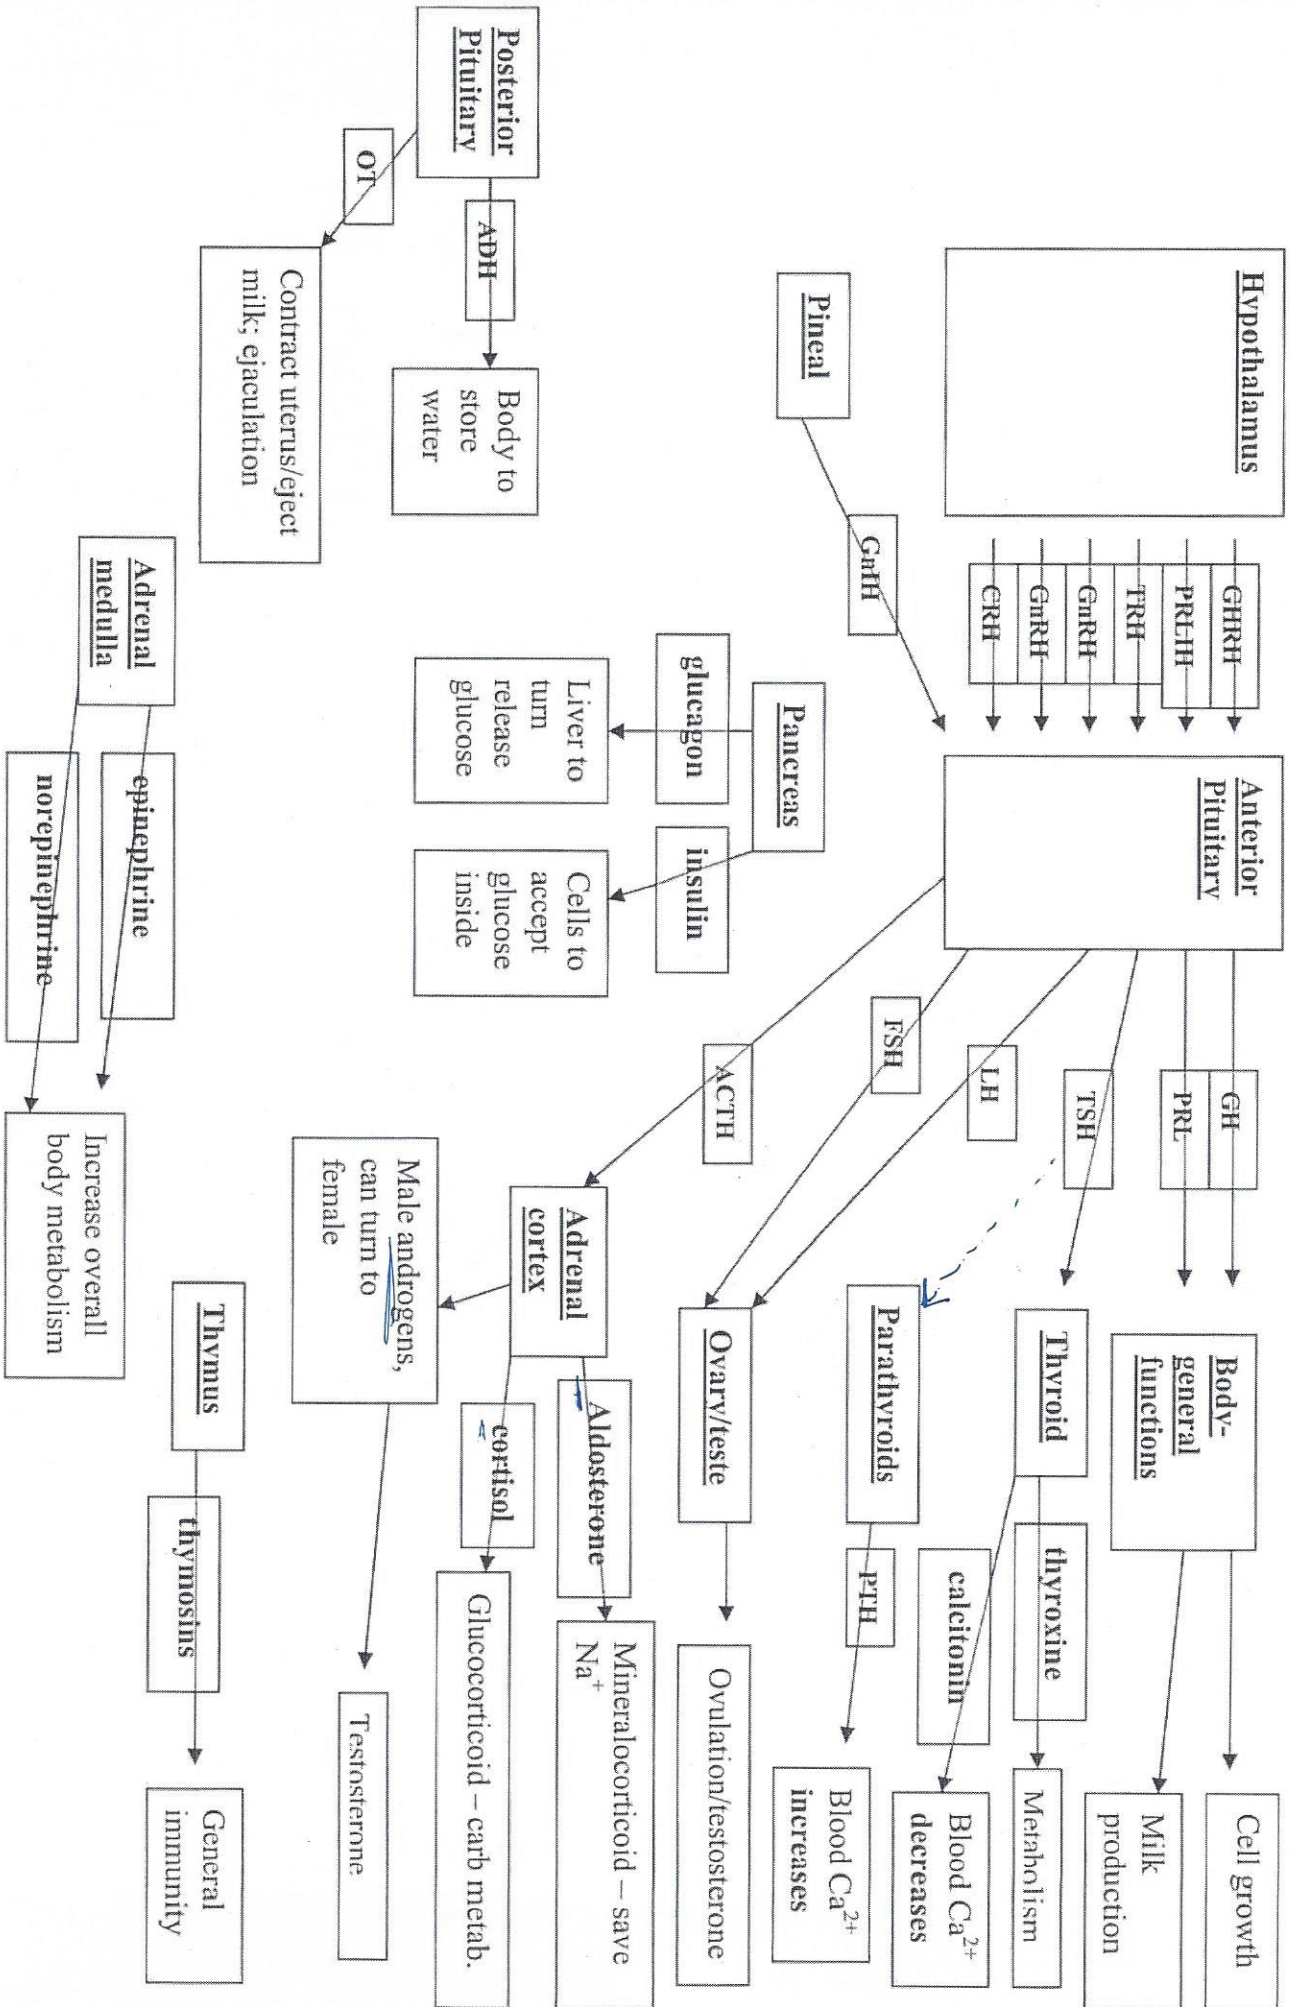 Hypothalamus
GHRH
PRLIH
TRH
GnRH
GnRH
CRH
Anterior
Pituitary
GH
PRL
TSH
LH
FSH
ACTH
Body-
general
functions
Cell growth
Milk
production
Thyroid
thyroxine
Metabolism
calcitonin
Blood Ca²⁺
decreases
Parathyroids
PTH
Blood Ca²⁺
increases
Ovary/teste
Ovulation/testosterone
Pineal
GnIH
Pancreas
glucagon
insulin
Liver to
turn
release
glucose
Cells to
accept
glucose
inside
Adrenal
cortex
Aldosterone
Mineralocorticoid – save
Na⁺
cortisol
Glucocorticoid – carb metab.
Male androgens,
can turn to
female
Testosterone
Posterior
Pituitary
ADH
Body to
store
water
OT
Contract uterus/eject
milk; ejaculation
Thymus
thymosins
General
immunity
Adrenal
medulla
epinephrine
norepinephrine
Increase overall
body metabolism